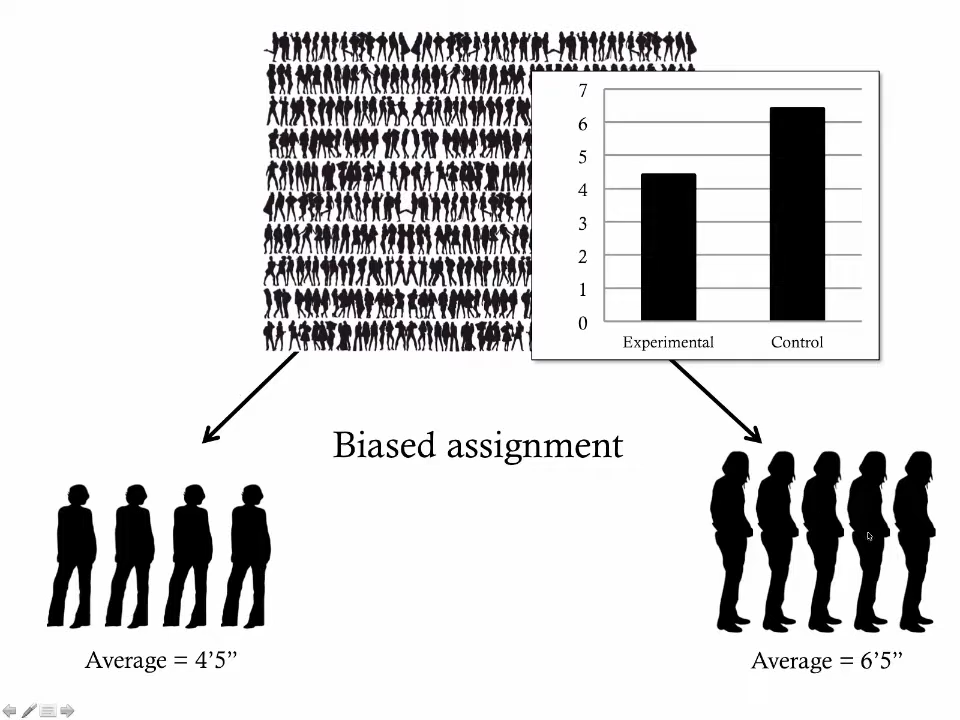 7
6
5
4
3
2
1
0
Experimental Control
Biased assignment
Average = 4’5”
Average = 6’5”